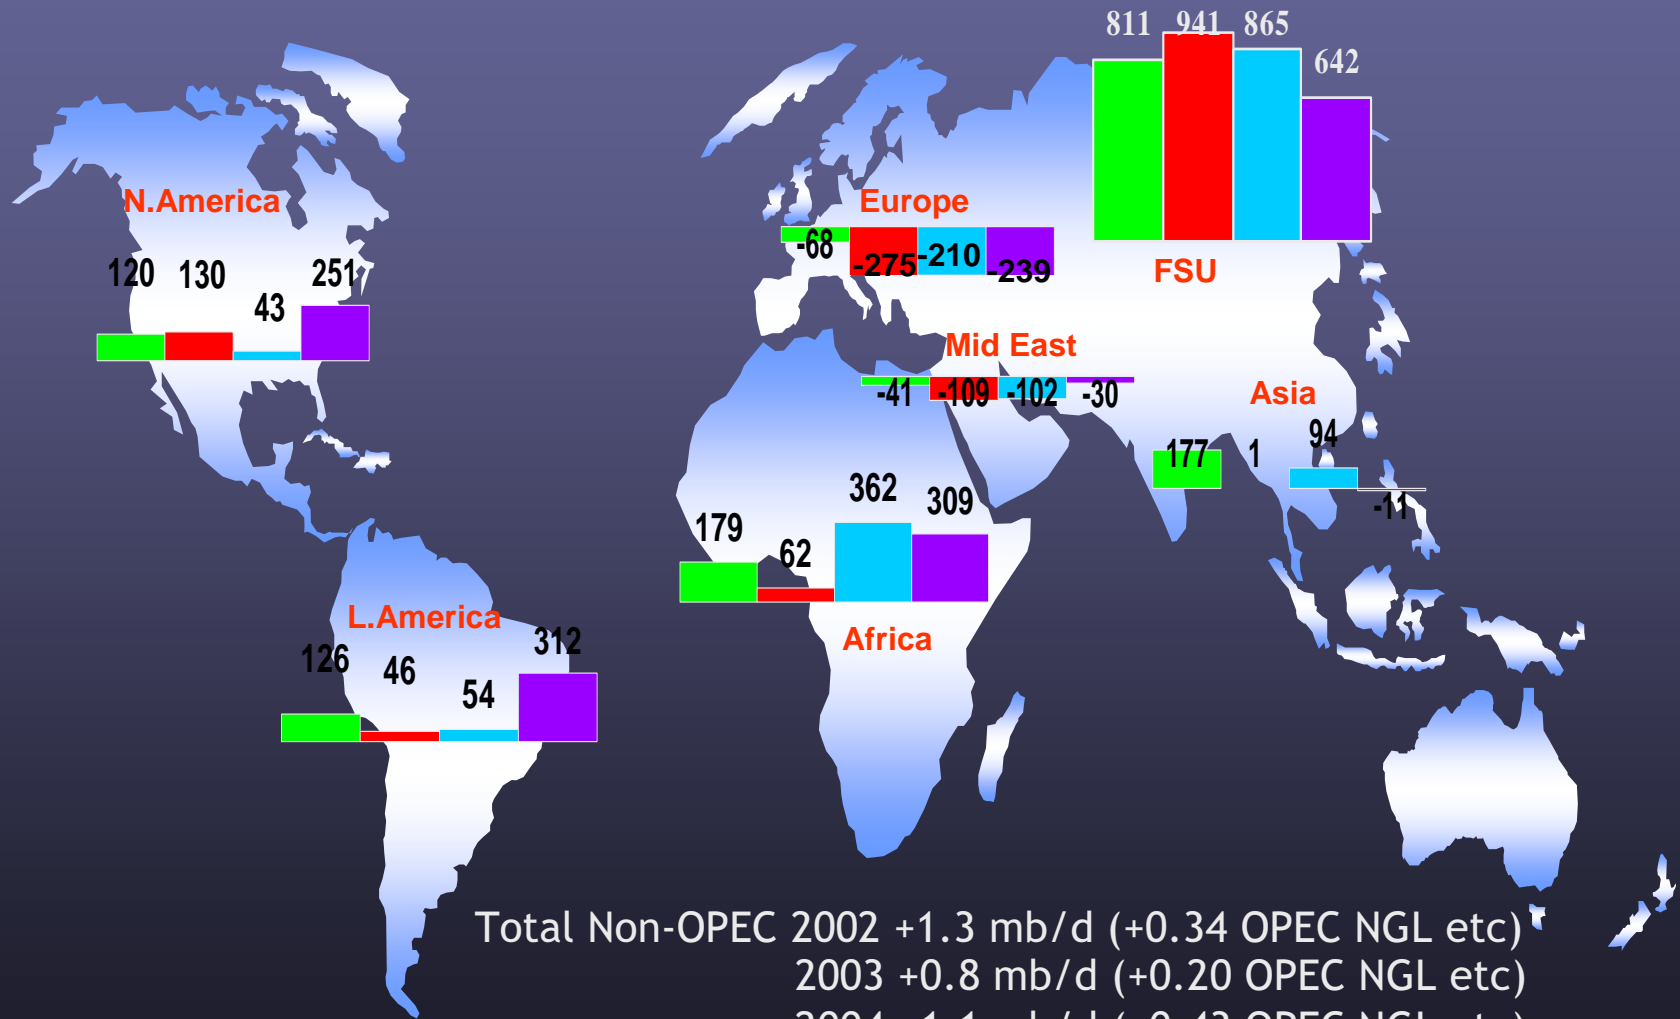 811 941 865 642
N.America
120 130 43 251
Europe
-68 -275 -210 -239
FSU
Mid East
-41 -109 -102 -30
Asia
177 1 94 -11
179 62 362 309
Africa
L.America
126 46 54 312
Total Non-OPEC 2002 +1.3 mb/d (+0.34 OPEC NGL etc)
2003 +0.8 mb/d (+0.20 OPEC NGL etc)